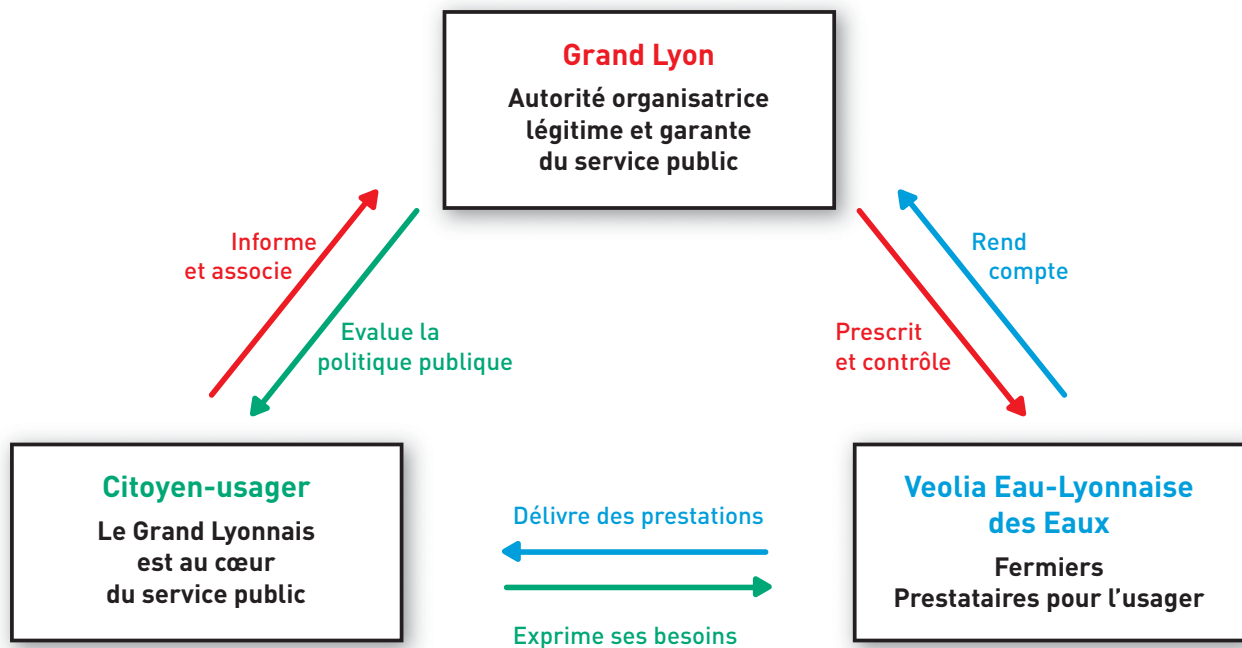 Grand Lyon
Autorité organisatrice
légitime et garante
du service public
Informe
et associe
Evalue la
politique publique
Rend
compte
Prescrit
et contrôle
Citoyen-usager
Le Grand Lyonnais
est au cœur
du service public
Délivre des prestations
Exprime ses besoins
Veolia Eau-Lyonnaise
des Eaux
Fermiers
Prestataires pour l’usager